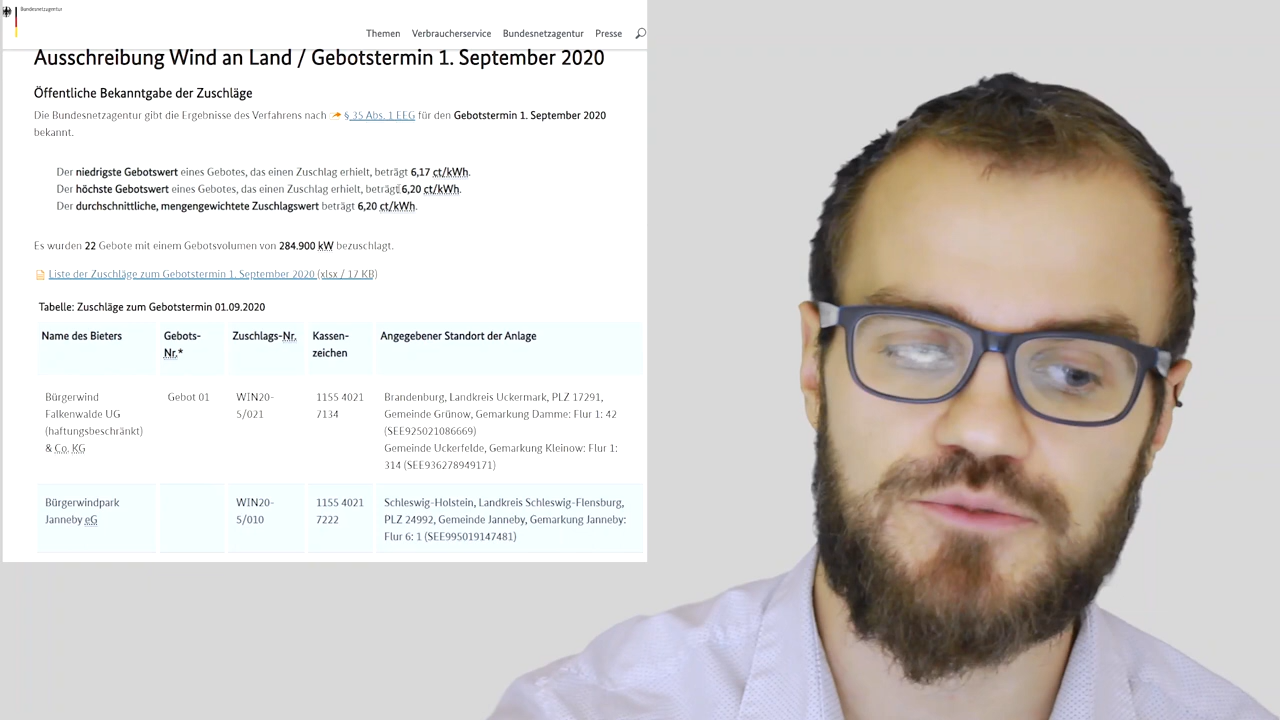 Bundesnetzagentur
Themen Verbraucherservice Bundesnetzagentur Presse
Ausschreibung Wind an Land / Gebotstermin 1. September 2020
Öffentliche Bekanntgabe der Zuschläge
Die Bundesnetzagentur gibt die Ergebnisse des Verfahrens nach § 35 Abs. 1 EEG für den Gebotstermin 1. September 2020
bekannt.
Der niedrigste Gebotswert eines Gebotes, das einen Zuschlag erhielt, beträgt 6,17 ct/kWh.
Der höchste Gebotswert eines Gebotes, das einen Zuschlag erhielt, beträgt 6,20 ct/kWh.
Der durchschnittliche, mengengewichtete Zuschlagswert beträgt 6,20 ct/kWh.
Es wurden 22 Gebote mit einem Gebotsvolumen von 284.900 kW bezuschlagt.
Liste der Zuschläge zum Gebotstermin 1. September 2020 (xlsx / 17 KB)
Tabelle: Zuschläge zum Gebotstermin 01.09.2020
Name des Bieters Gebots- Zuschlags-Nr. Kassen- Angegebener Standort der Anlage
Nr.* zeichen
Bürgerwind Gebot 01 WIN20- 1155 4021 Brandenburg, Landkreis Uckermark, PLZ 17291,
Falkenwalde UG 5/021 7134 Gemeinde Grünow, Gemarkung Damme: Flur 1: 42
(haftungsbeschränkt) (SEE925021086669)
& Co. KG Gemeinde Uckerfelde, Gemarkung Kleinow: Flur 1:
314 (SEE936278949171)
Bürgerwindpark WIN20- 1155 4021 Schleswig-Holstein, Landkreis Schleswig-Flensburg,
Janneby eG 5/010 7222 PLZ 24992, Gemeinde Janneby, Gemarkung Janneby:
Flur 6: 1 (SEE995019147481)